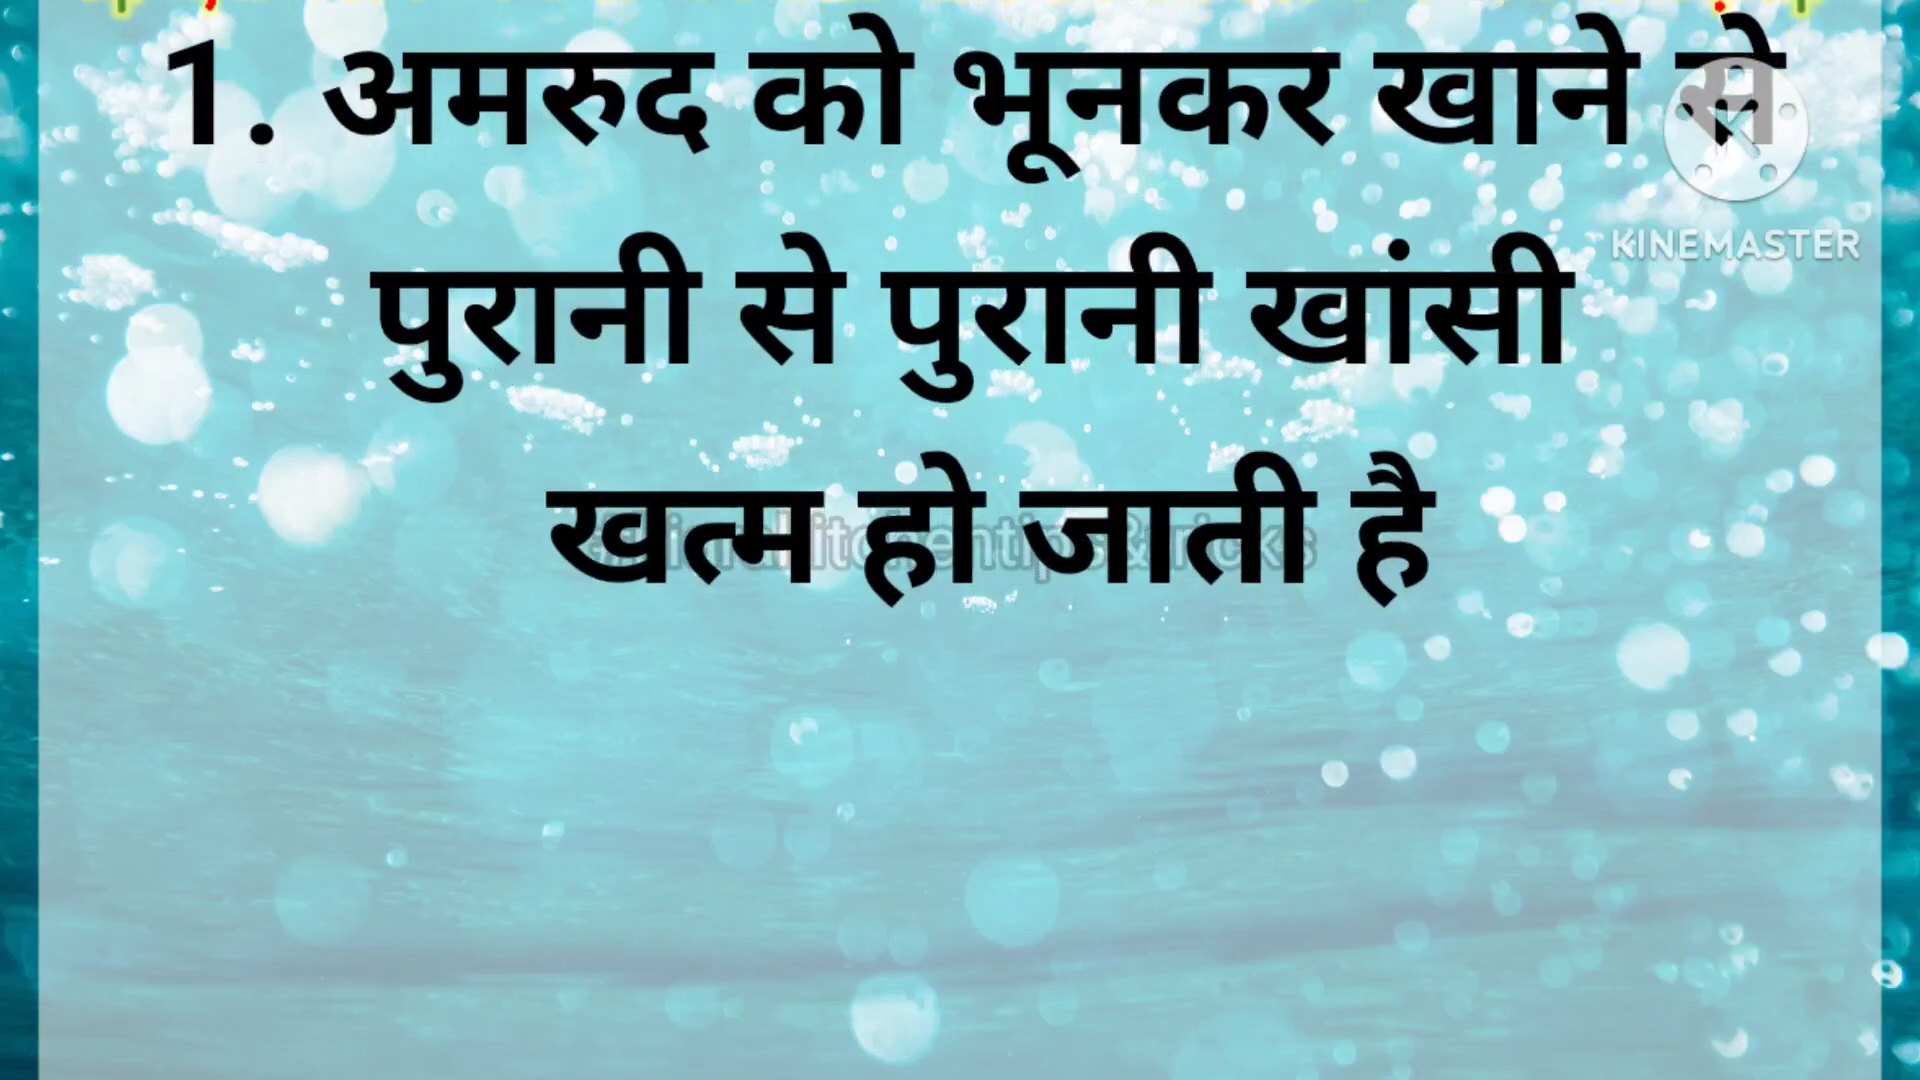 1. अमरुद को भूनकर खाने से
KINEMASTER
पुरानी से पुरानी खांसी
खत्म हो जाती है